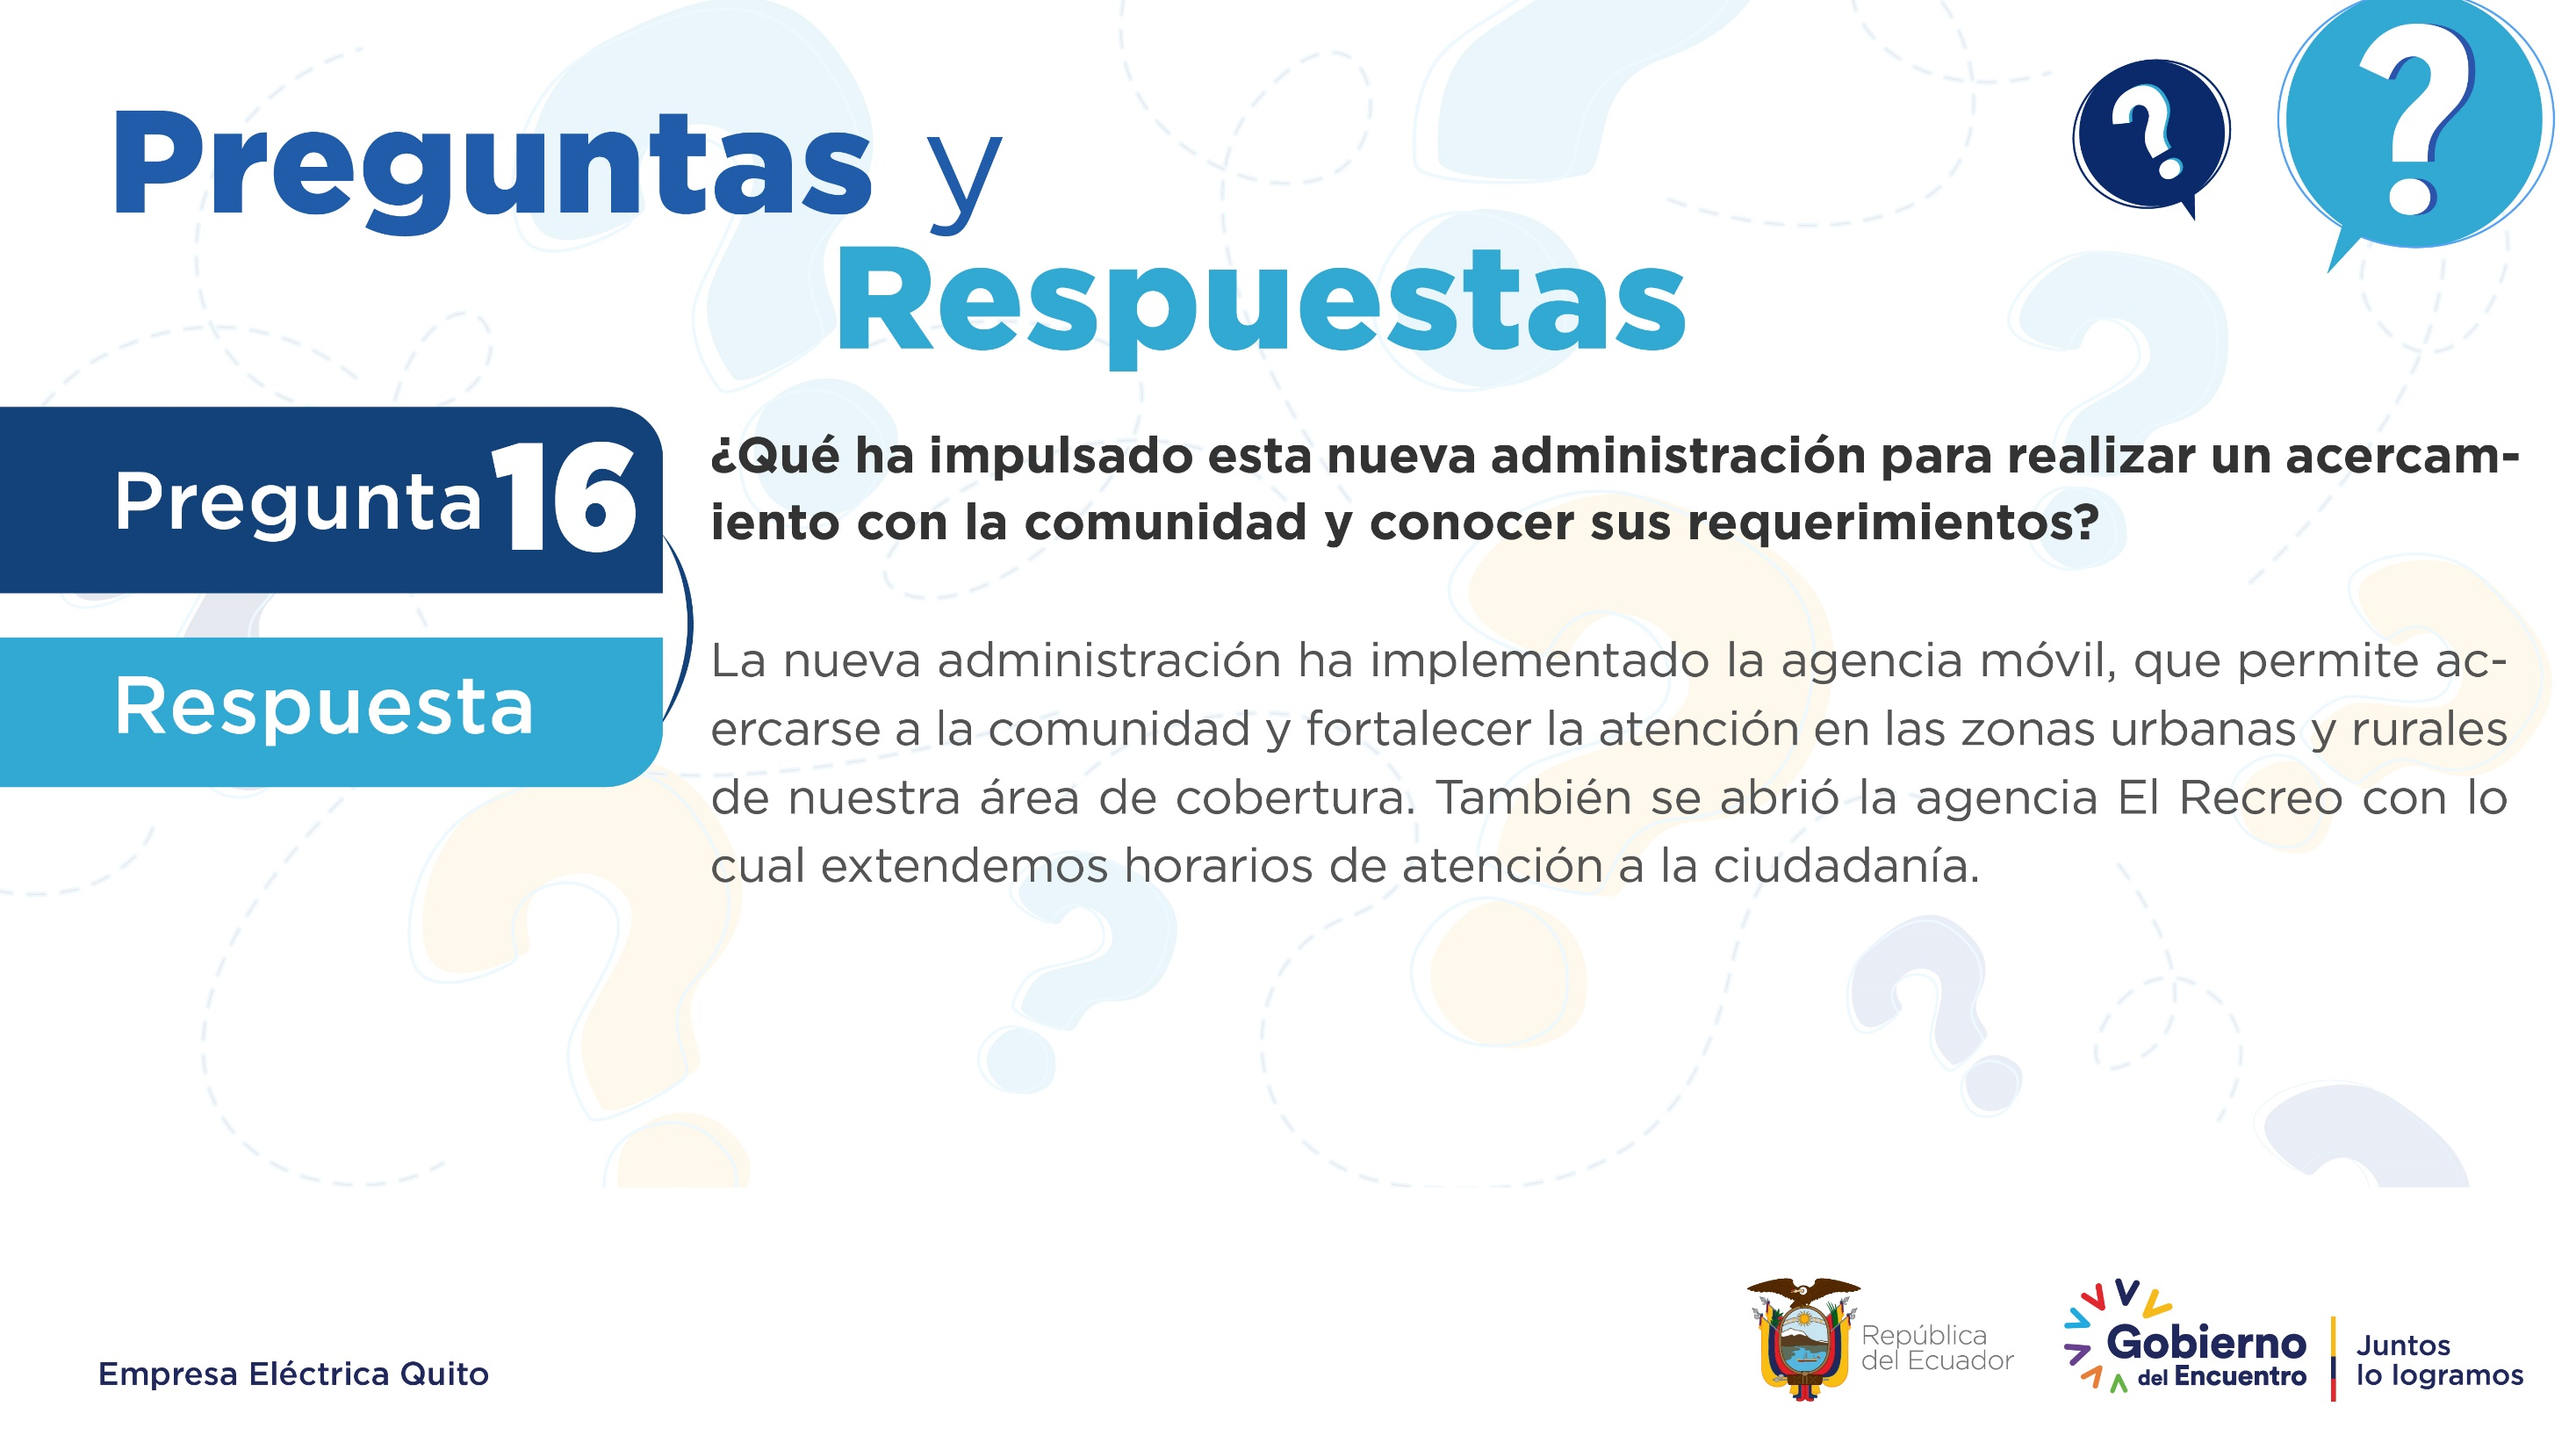 Preguntas y
Respuestas
Pregunta 16
¿Qué ha impulsado esta nueva administración para realizar un acercam-
iento con la comunidad y conocer sus requerimientos?
Respuesta
La nueva administración ha implementado la agencia móvil, que permite ac-
ercarse a la comunidad y fortalecer la atención en las zonas urbanas y rurales
de nuestra área de cobertura. También se abrió la agencia El Recreo con lo
cual extendemos horarios de atención a la ciudadanía.
Empresa Eléctrica Quito
República
del Ecuador
Gobierno
del Encuentro
Juntos
lo logramos